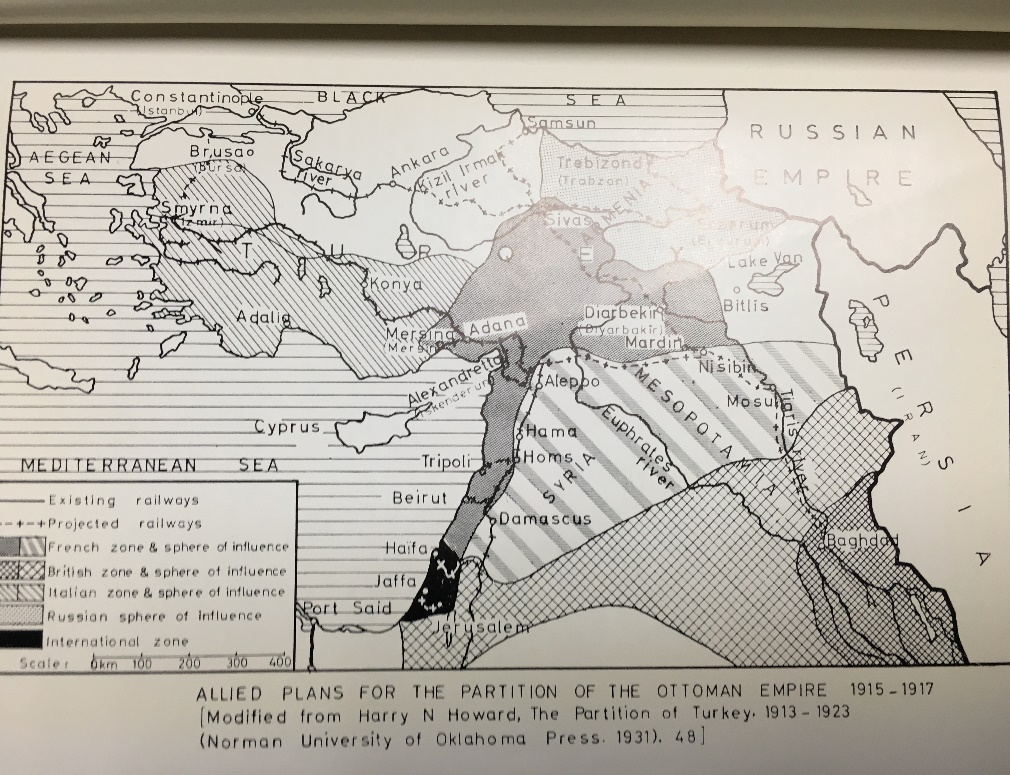 Constantinople
(Istanbul)
BLACK SEA
Samsun
RUSSIAN
EMPIRE
AEGEAN
SEA
Brusa
(Bursa)
Sakarya
river
Ankara
Kizil Irmak
river
Trebizond
(Trabzon)
Smyrna
(Izmir)
Sivas
ARMENIA
Erzerum
(Erzurum)
TURKEY
Lake Van
Konya
Bitlis
Adalia
Mersina
(Mersin)
Adana
Diarbekir
(Diyarbakir)
Mardin
PERSIA
(IRAN)
Nisibin
Alexandretta
(Iskenderun)
Aleppo
MESOPOTAMIA
Mosul
Tigris
river
Cyprus
Hama
Euphrates
river
MEDITERRANEAN SEA
Tripoli
Homs
SYRIA
Beirut
Damascus
Baghdad
Haifa
Jaffa
Port Said
Jerusalem
Existing railways
Projected railways
French zone & sphere of influence
British zone & sphere of influence
Italian zone & sphere of influence
Russian sphere of influence
International zone
Scale: 0km 100 200 300 400
ALLIED PLANS FOR THE PARTITION OF THE OTTOMAN EMPIRE 1915-1917
[Modified from Harry N Howard, The Partition of Turkey. 1913-1923
(Norman University of Oklahoma Press. 1931). 48]